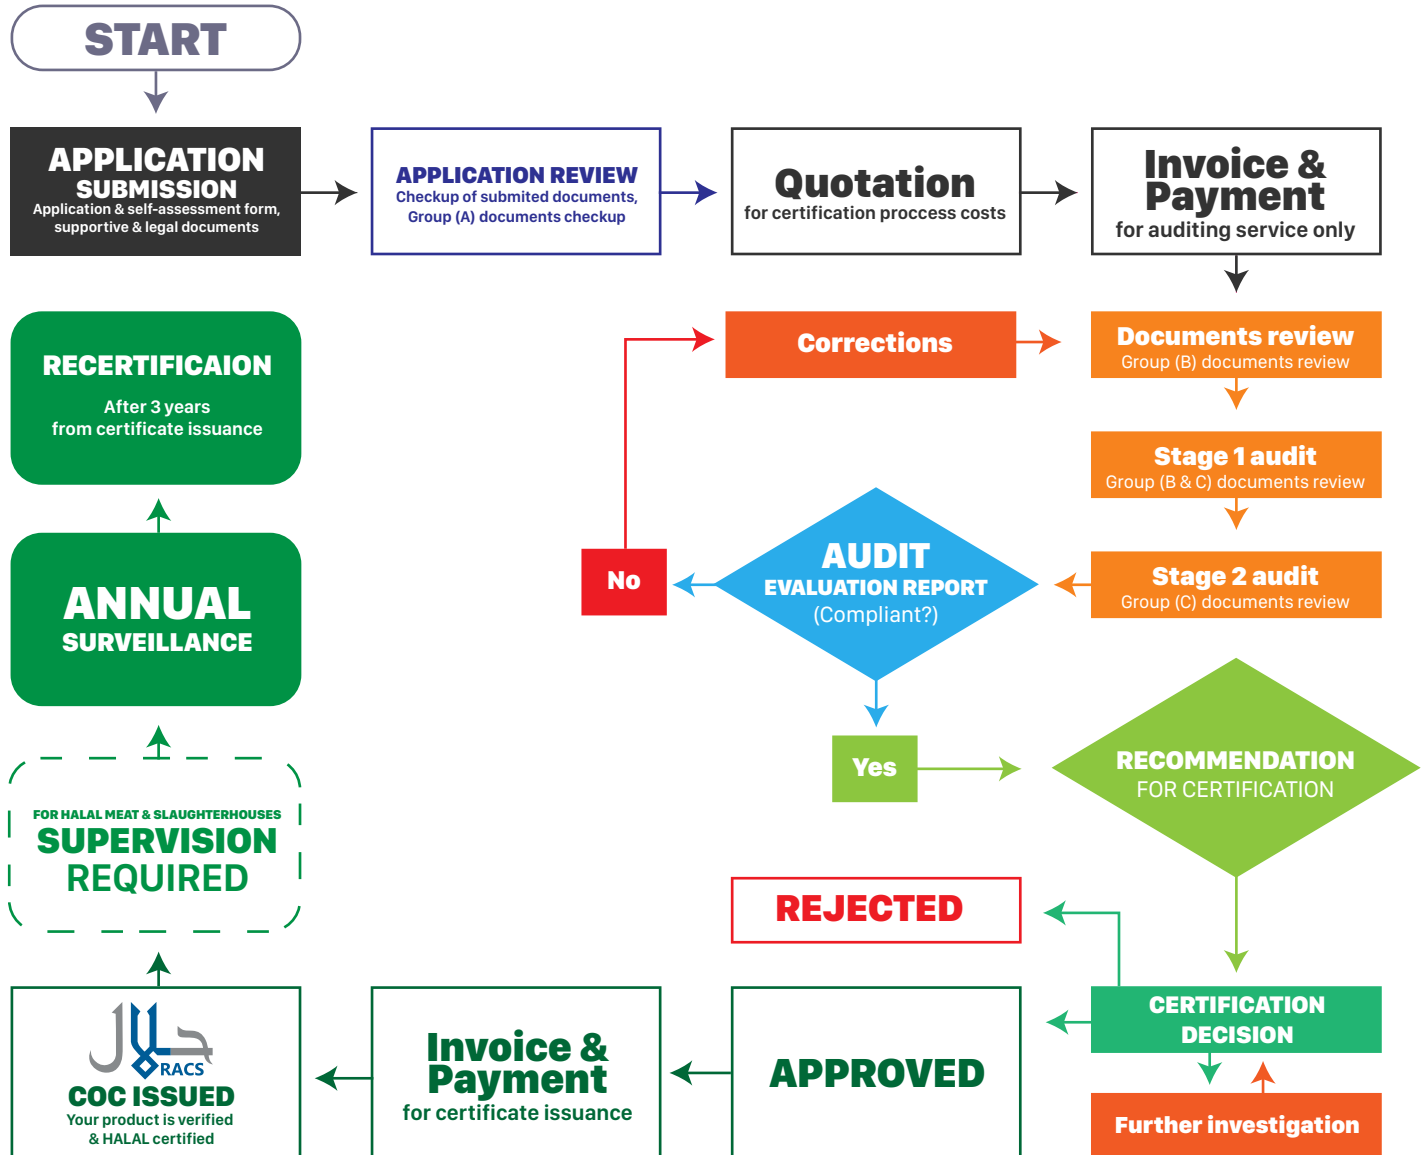 START
APPLICATION
SUBMISSION
Application & self-assessment form,
supportive & legal documents
APPLICATION REVIEW
Checkup of submited documents,
Group (A) documents checkup
Quotation
for certification proccess costs
Invoice &
Payment
for auditing service only
RECERTIFICAION
After 3 years
from certificate issuance
Corrections
Documents review
Group (B) documents review
Stage 1 audit
Group (B & C) documents review
Stage 2 audit
Group (C) documents review
AUDIT
EVALUATION REPORT
(Compliant?)
No
ANNUAL
SURVEILLANCE
Yes
RECOMMENDATION
FOR CERTIFICATION
FOR HALAL MEAT & SLAUGHTERHOUSES
SUPERVISION
REQUIRED
REJECTED
CERTIFICATION
DECISION
Further investigation
APPROVED
Invoice &
Payment
for certificate issuance
حلال
RACS
COC ISSUED
Your product is verified
& HALAL certified